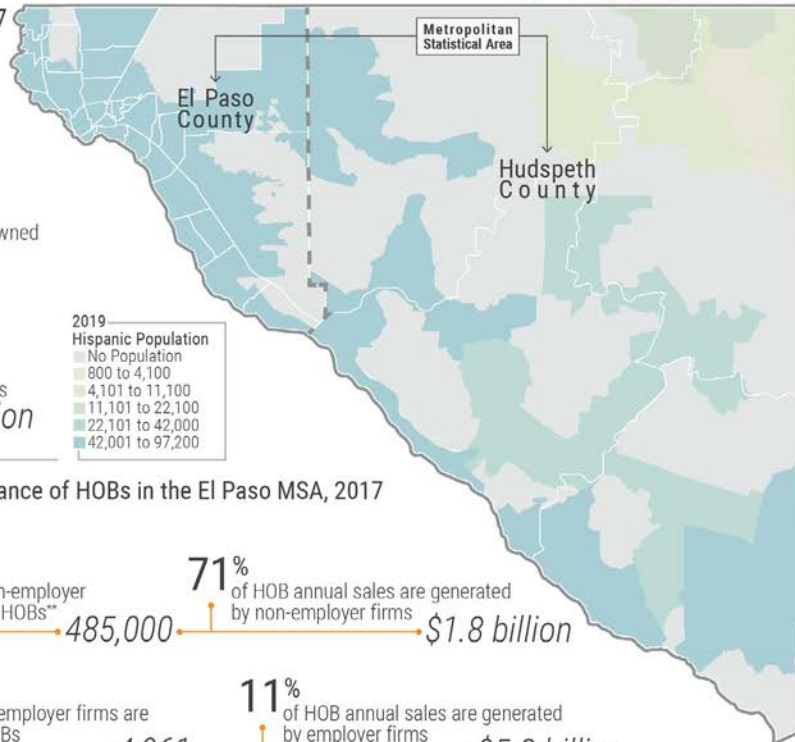 7
Metropolitan
Statistical Area
El Paso
County
Hudspeth
County
wned
2019
Hispanic Population
No Population
800 to 4,100
4,101 to 11,100
11,101 to 22,100
22,101 to 42,000
42,001 to 97,200
s
on
ance of HOBs in the El Paso MSA, 2017
n-employer
HOBs**
485,000
71%
of HOB annual sales are generated
by non-employer firms
$1.8 billion
employer firms are
Bs
11%
of HOB annual sales are generated
by employer firms